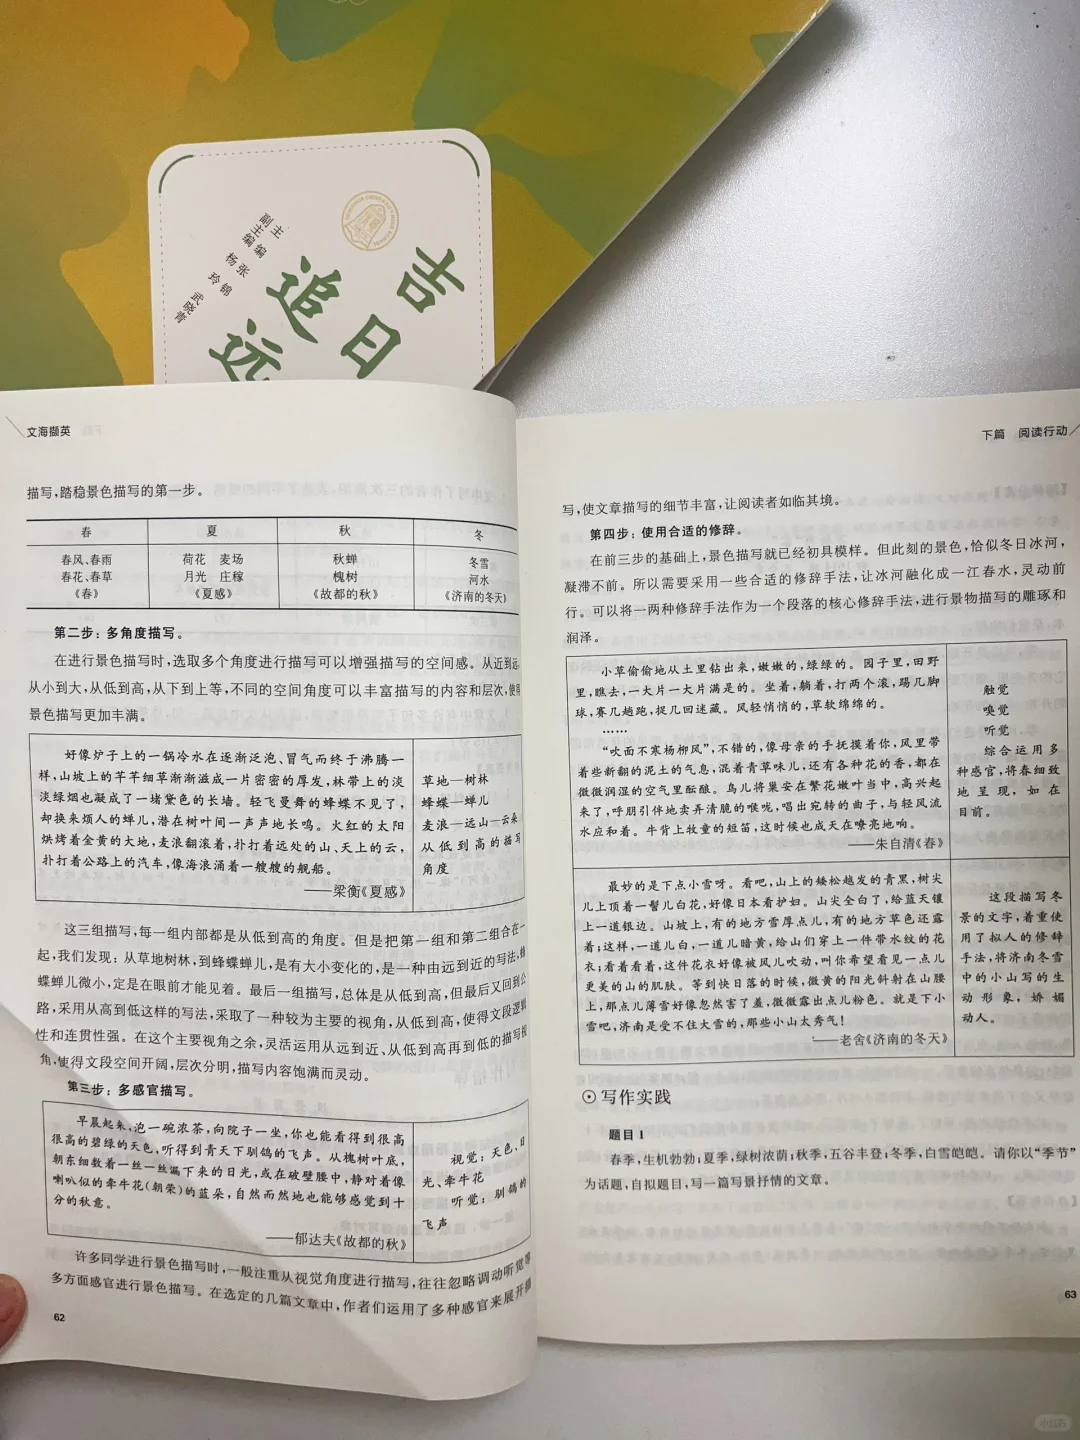 吉日
追远
主编 张锦
副主编 杨玲 武晓青
文海撷英
描写,踏稳景色描写的第一步。
春 夏 秋 冬
春风、春雨 荷花 麦场 秋蝉 冬雪
春花、春草 月光 庄稼 槐树 河水
《春》 《夏感》 《故都的秋》 《济南的冬天》
第二步:多角度描写。
在进行景色描写时,选取多个角度进行描写可以增强描写的空间感。从近到远,
从小到大,从低到高,从下到上等,不同的空间角度可以丰富描写的内容和层次,使得
景色描写更加丰满。
好像炉子上的一锅冷水在逐渐泛泡、冒气而终于沸腾一
样,山坡上的芊芊细草渐渐滋成一片密密的厚发,林带上的淡
淡绿烟也凝成了一堵黛色的长墙。轻飞曼舞的蜂蝶不见了,
却换来烦人的蝉儿,潜在树叶间一声声地长鸣。火红的太阳
烘烤着金黄的大地,麦浪翻滚着,扑打着远处的山、天上的云,
扑打着公路上的汽车,像海浪涌着一艘艘的舰船。
——梁衡《夏感》
草地—树林
蜂蝶—蝉儿
麦浪—远山—云朵
从低到高的描写
角度
这三组描写,每一组内部都是从低到高的角度。但是把第一组和第二组合在一
起,我们发现:从草地树林,到蜂蝶蝉儿,是有大小变化的,是一种由远到近的写法,蜂
蝶蝉儿微小,定是在眼前才能见着。最后一组描写,总体是从低到高,但最后又回到公
路,采用从高到低这样的写法,采取了一种较为主要的视角,从低到高,使得文段逻辑
性和连贯性强。在这个主要视角之余,灵活运用从远到近、从低到高再到低的描写视
角,使得文段空间开阔,层次分明,描写内容饱满而灵动。
第三步:多感官描写。
早晨起来,泡一碗浓茶,向院子一坐,你也能看得到很高
很高的碧绿的天色,听得到青天下驯鸽的飞声。从槐树叶底,
朝东细数着一丝一丝漏下来的日光,或在破壁腰中,静对着像
喇叭似的牵牛花(朝荣)的蓝朵,自然而然地也能够感觉到十
分的秋意。
——郁达夫《故都的秋》
视觉:天色、日
光、牵牛花
听觉:驯鸽的
飞声
许多同学进行景色描写时,一般注重从视觉角度进行描写,往往忽略调动听觉等
多方面感官进行景色描写。在选定的几篇文章中,作者们运用了多种感官来展开描
62
下篇 阅读行动
写,使文章描写的细节丰富,让阅读者如临其境。
第四步:使用合适的修辞。
在前三步的基础上,景色描写就已经初具模样。但此刻的景色,恰似冬日冰河,
凝滞不前。所以需要采用一些合适的修辞手法,让冰河融化成一江春水,灵动前
行。可以将一两种修辞手法作为一个段落的核心修辞手法,进行景物描写的雕琢和
润泽。
小草偷偷地从土里钻出来,嫩嫩的,绿绿的。园子里,田野
里,瞧去,一大片一大片满是的。坐着,躺着,打两个滚,踢几脚
球,赛几趟跑,捉几回迷藏。风轻悄悄的,草软绵绵的。
……
“吹面不寒杨柳风”,不错的,像母亲的手抚摸着你,风里带
着些新翻的泥土的气息,混着青草味儿,还有各种花的香,都在
微微润湿的空气里酝酿。鸟儿将巢安在繁花嫩叶当中,高兴起
来了,呼朋引伴地卖弄清脆的喉咙,唱出宛转的曲子,与轻风流
水应和着。牛背上牧童的短笛,这时候也成天在嘹亮地响。
——朱自清《春》
触觉
嗅觉
听觉
综合运用多
种感官,将春细致
地呈现,如在
目前。
最妙的是下点小雪呀。看吧,山上的矮松越发的青黑,树尖
儿上顶着一髻儿白花,好像日本看护妇。山尖全白了,给蓝天镶
上一道银边。山坡上,有的地方雪厚点儿,有的地方草色还露
着;这样,一道儿白,一道儿暗黄,给山们穿上一件带水纹的花
衣;看着看着,这件花衣好像被风儿吹动,叫你希望看见一点儿
更美的山的肌肤。等到快日落的时候,微黄的阳光斜射在山腰
上,那点儿薄雪好像忽然害了羞,微微露出点儿粉色。就是下小
雪吧,济南是受不住大雪的,那些小山太秀气!
——老舍《济南的冬天》
这段描写冬
景的文字,着重使
用了拟人的修辞
手法,将济南冬雪
中的小山写的生
动形象,娇媚
动人。
写作实践
题目1
春季,生机勃勃;夏季,绿树浓荫;秋季,五谷丰登;冬季,白雪皑皑。请你以“季节”
为话题,自拟题目,写一篇写景抒情的文章。
63